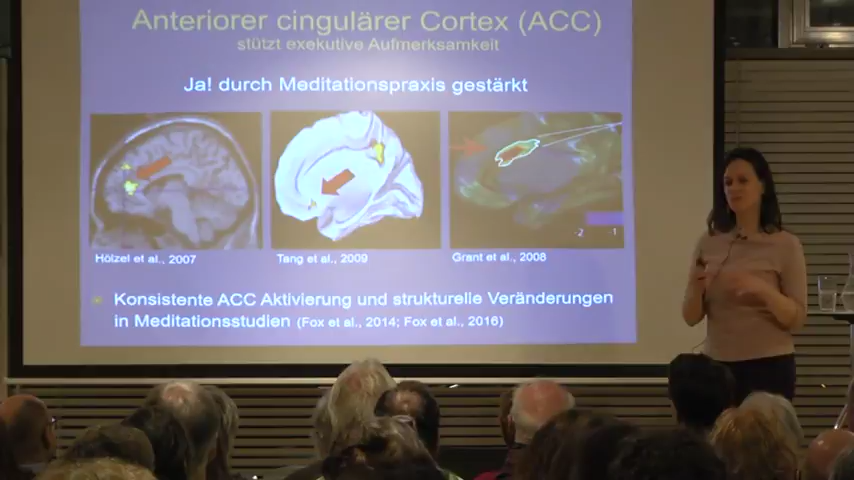 Anteriorer cingulärer Cortex (ACC)
stützt exekutive Aufmerksamkeit
Ja! durch Meditationspraxis gestärkt
-2 -1
Hölzel et al., 2007 Tang et al., 2009 Grant et al., 2008
Konsistente ACC Aktivierung und strukturelle Veränderungen
in Meditationsstudien (Fox et al., 2014; Fox et al., 2016)